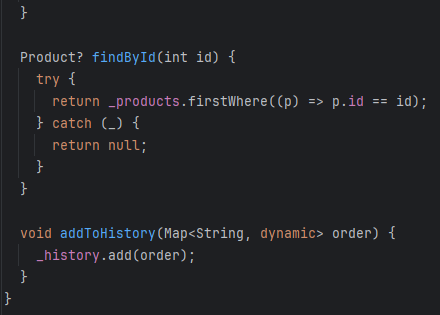 }

  Product? findById(int id) {
    try {
      return _products.firstWhere((p) => p.id == id);
    } catch (_) {
      return null;
    }
  }

  void addToHistory(Map<String, dynamic> order) {
    _history.add(order);
  }
}